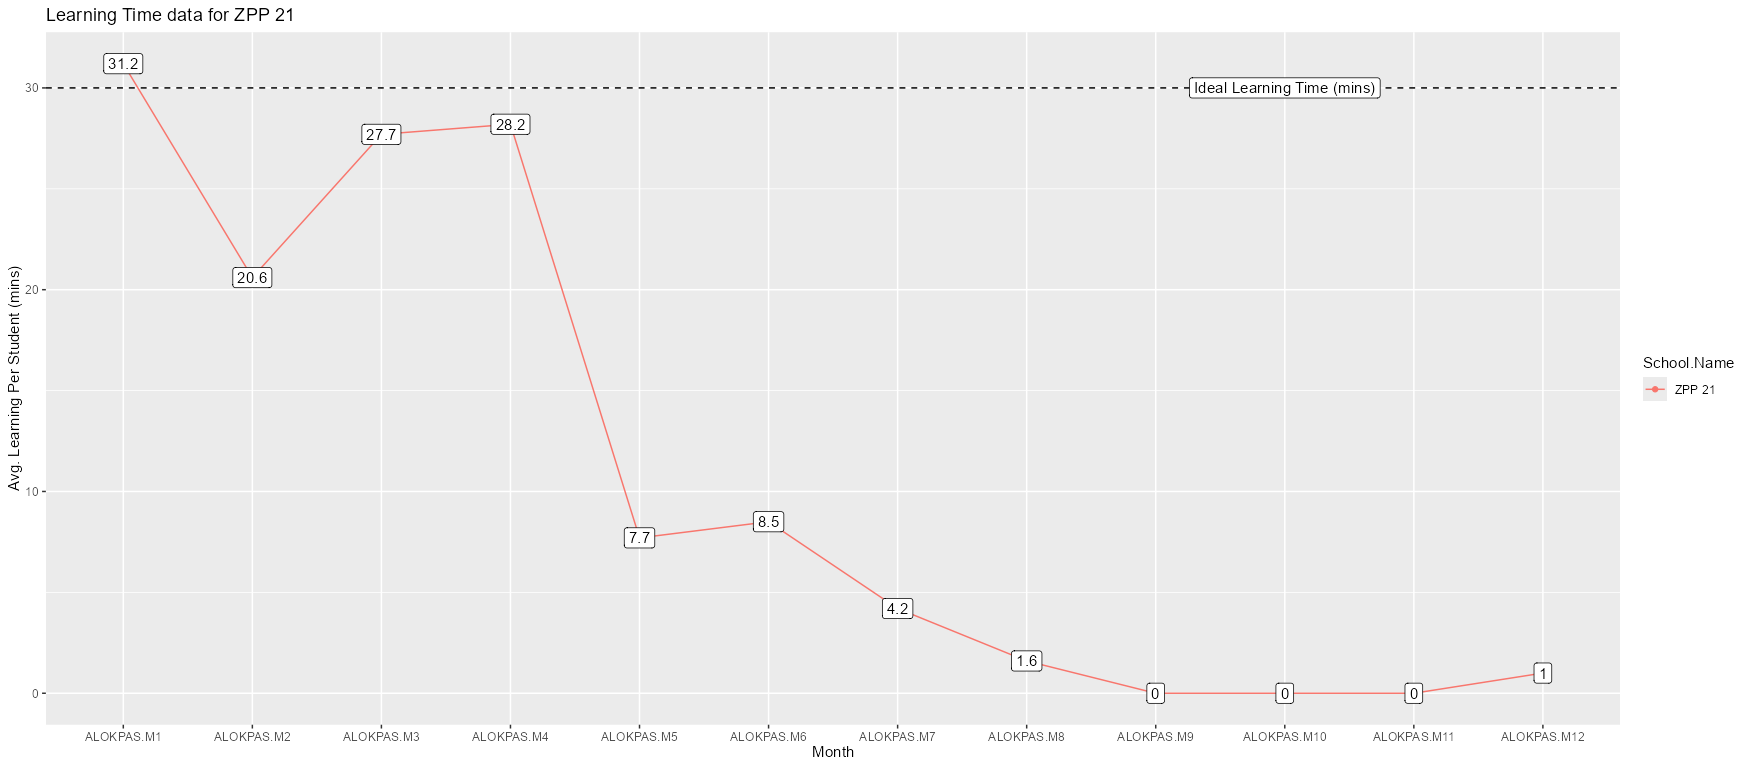 Learning Time data for ZPP 21
Avg. Learning Per Student (mins)
30
20
10
0
31.2
20.6
27.7
28.2
7.7
8.5
4.2
1.6
0
0
0
1
Ideal Learning Time (mins)
ALOKPAS.M1
ALOKPAS.M2
ALOKPAS.M3
ALOKPAS.M4
ALOKPAS.M5
ALOKPAS.M6
ALOKPAS.M7
ALOKPAS.M8
ALOKPAS.M9
ALOKPAS.M10
ALOKPAS.M11
ALOKPAS.M12
Month
School.Name
ZPP 21